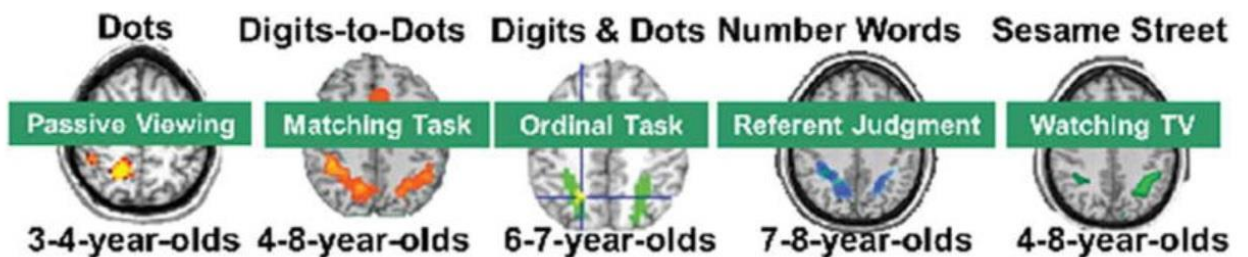 Dots Digits-to-Dots Digits & Dots Number Words Sesame Street
Passive Viewing Matching Task Ordinal Task Referent Judgment Watching TV
3-4-year-olds 4-8-year-olds 6-7-year-olds 7-8-year-olds 4-8-year-olds